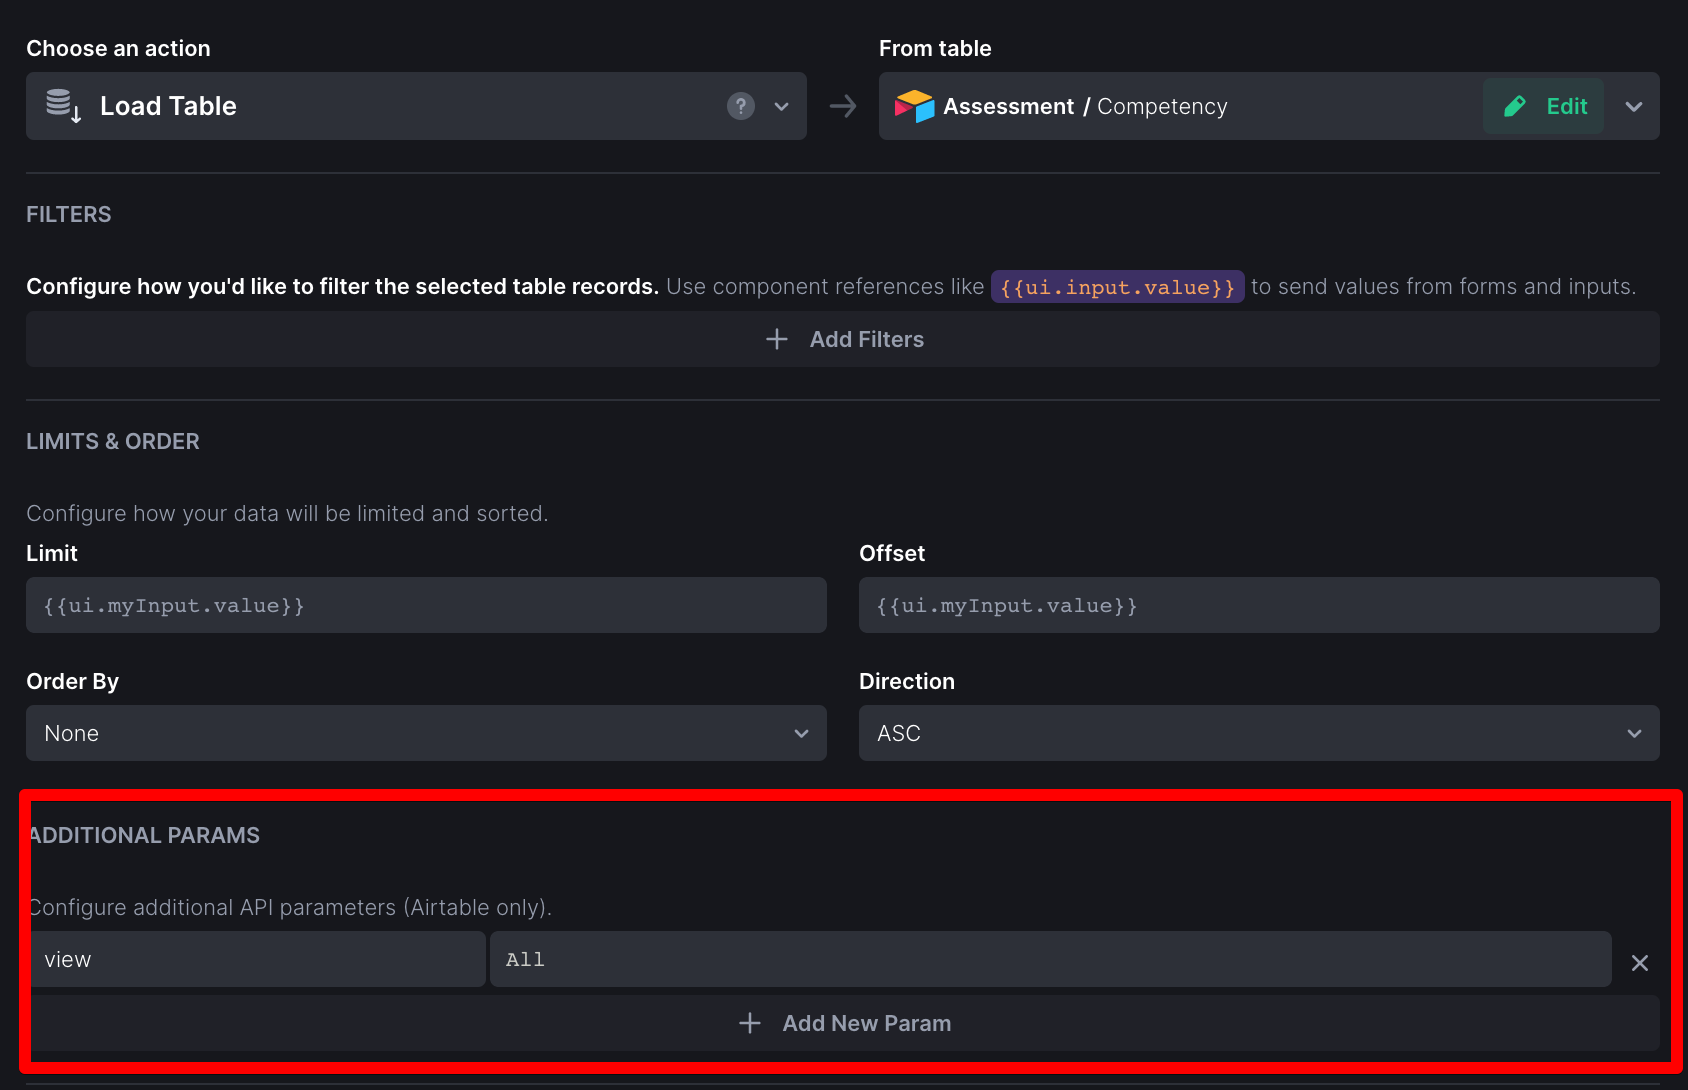 Choose an action
From table
Load Table
?
Assessment / Competency
Edit
FILTERS
Configure how you'd like to filter the selected table records. Use component references like {{ui.input.value}} to send values from forms and inputs.
Add Filters
LIMITS & ORDER
Configure how your data will be limited and sorted.
Limit
Offset
{{ui.myInput.value}}
{{ui.myInput.value}}
Order By
Direction
None
ASC
ADDITIONAL PARAMS
Configure additional API parameters (Airtable only).
view
All
Add New Param